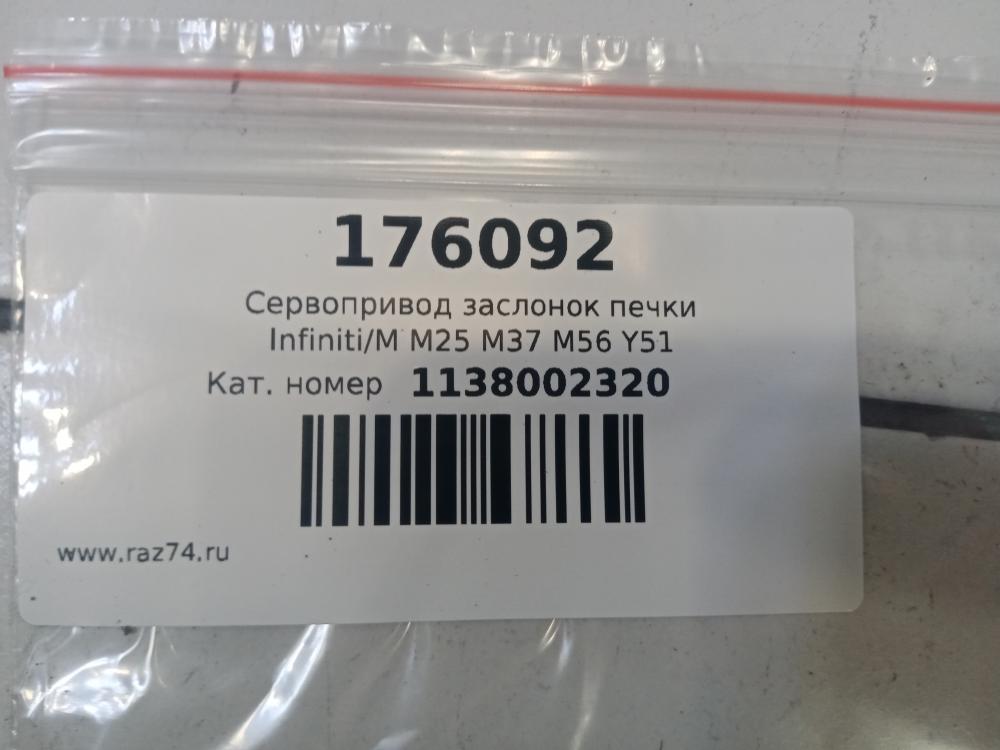 176092
Сервопривод заслонок печки
Infiniti/M M25 M37 M56 Y51
Кат. номер 1138002320
www.raz74.ru